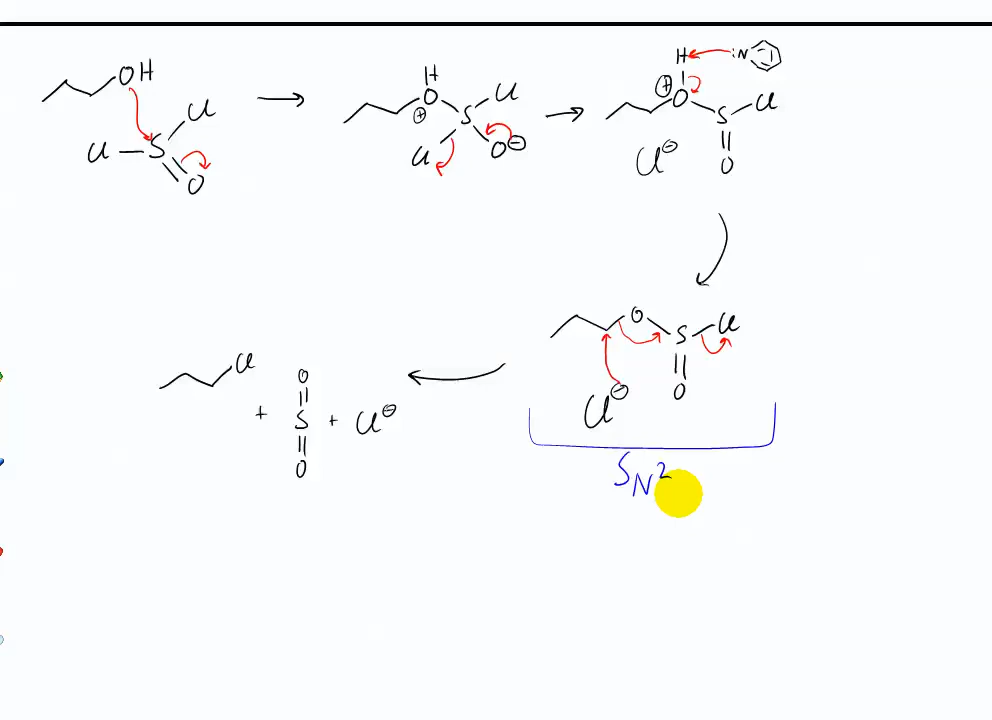 OH
Cl
Cl S
O
H
O Cl
⊕ S
Cl O⊖
H :N
⊕ O Cl
S
Cl⊖ O
O Cl
S
O
Cl⊖
SN2
Cl
O
+ S + Cl⊖
O